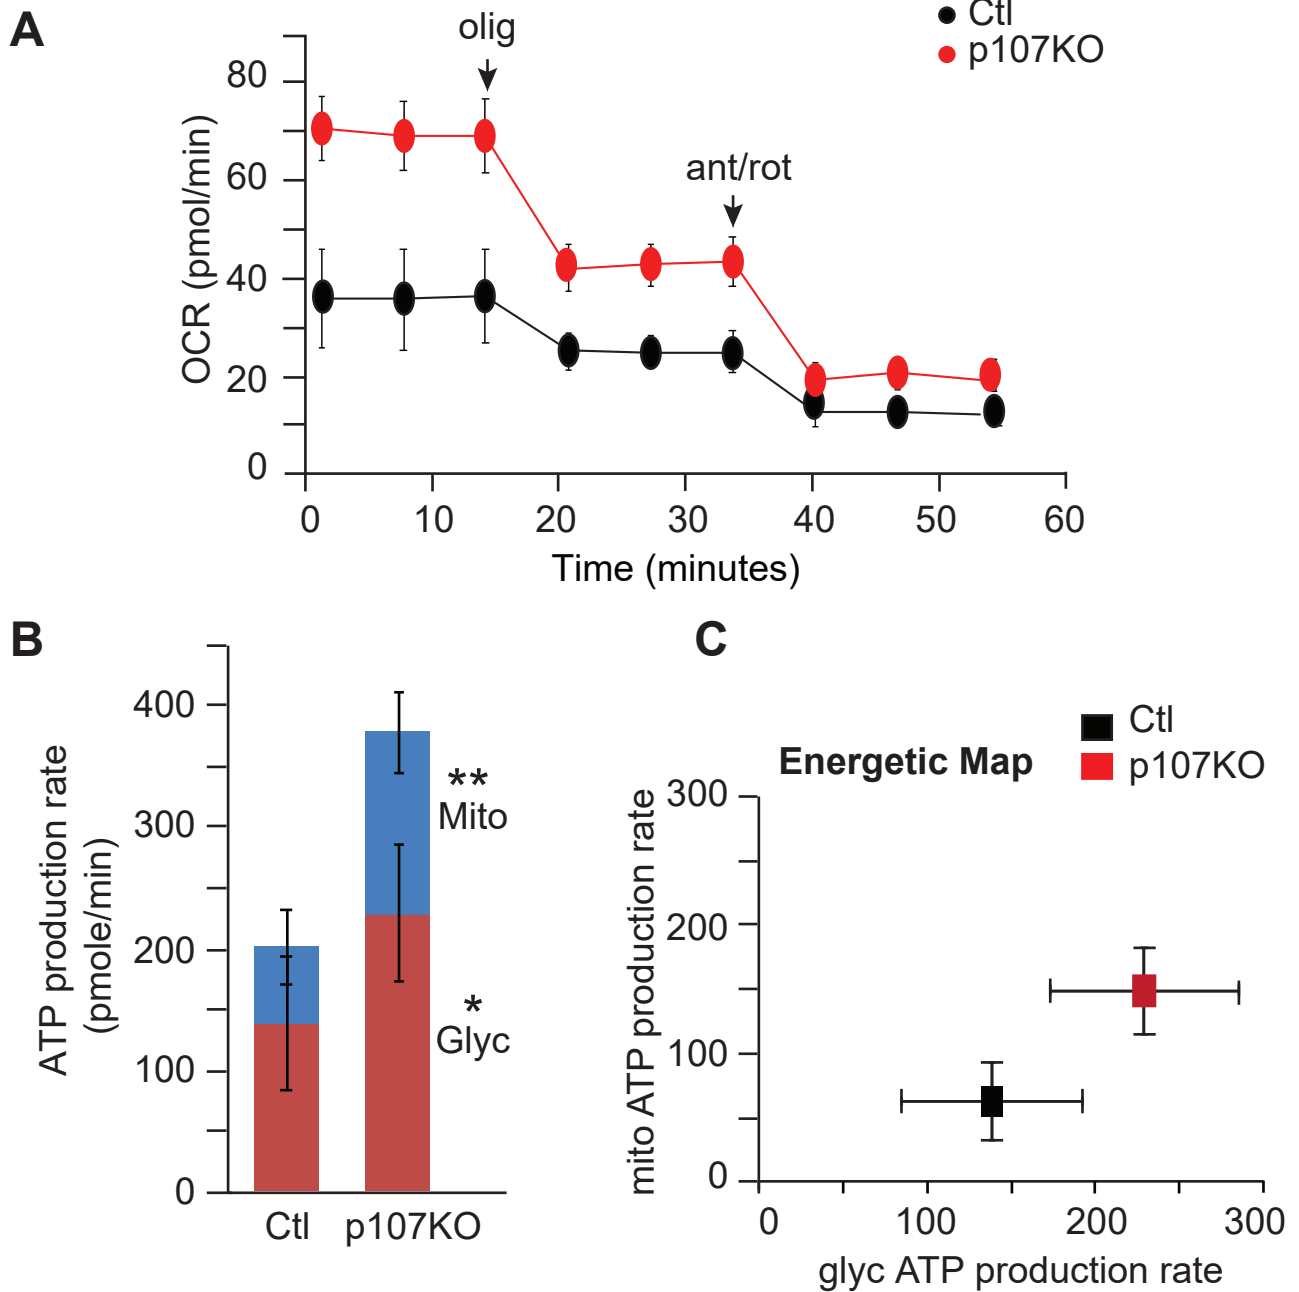 A
olig
Ctl
p107KO
ant/rot
OCR (pmol/min)
80
60
40
20
0
0 10 20 30 40 50 60
Time (minutes)
B
ATP production rate
(pmole/min)
400
300
200
100
0
**
Mito
*
Glyc
Ctl p107KO
C
Ctl
p107KO
Energetic Map
mito ATP production rate
300
200
100
0
0 100 200 300
glyc ATP production rate